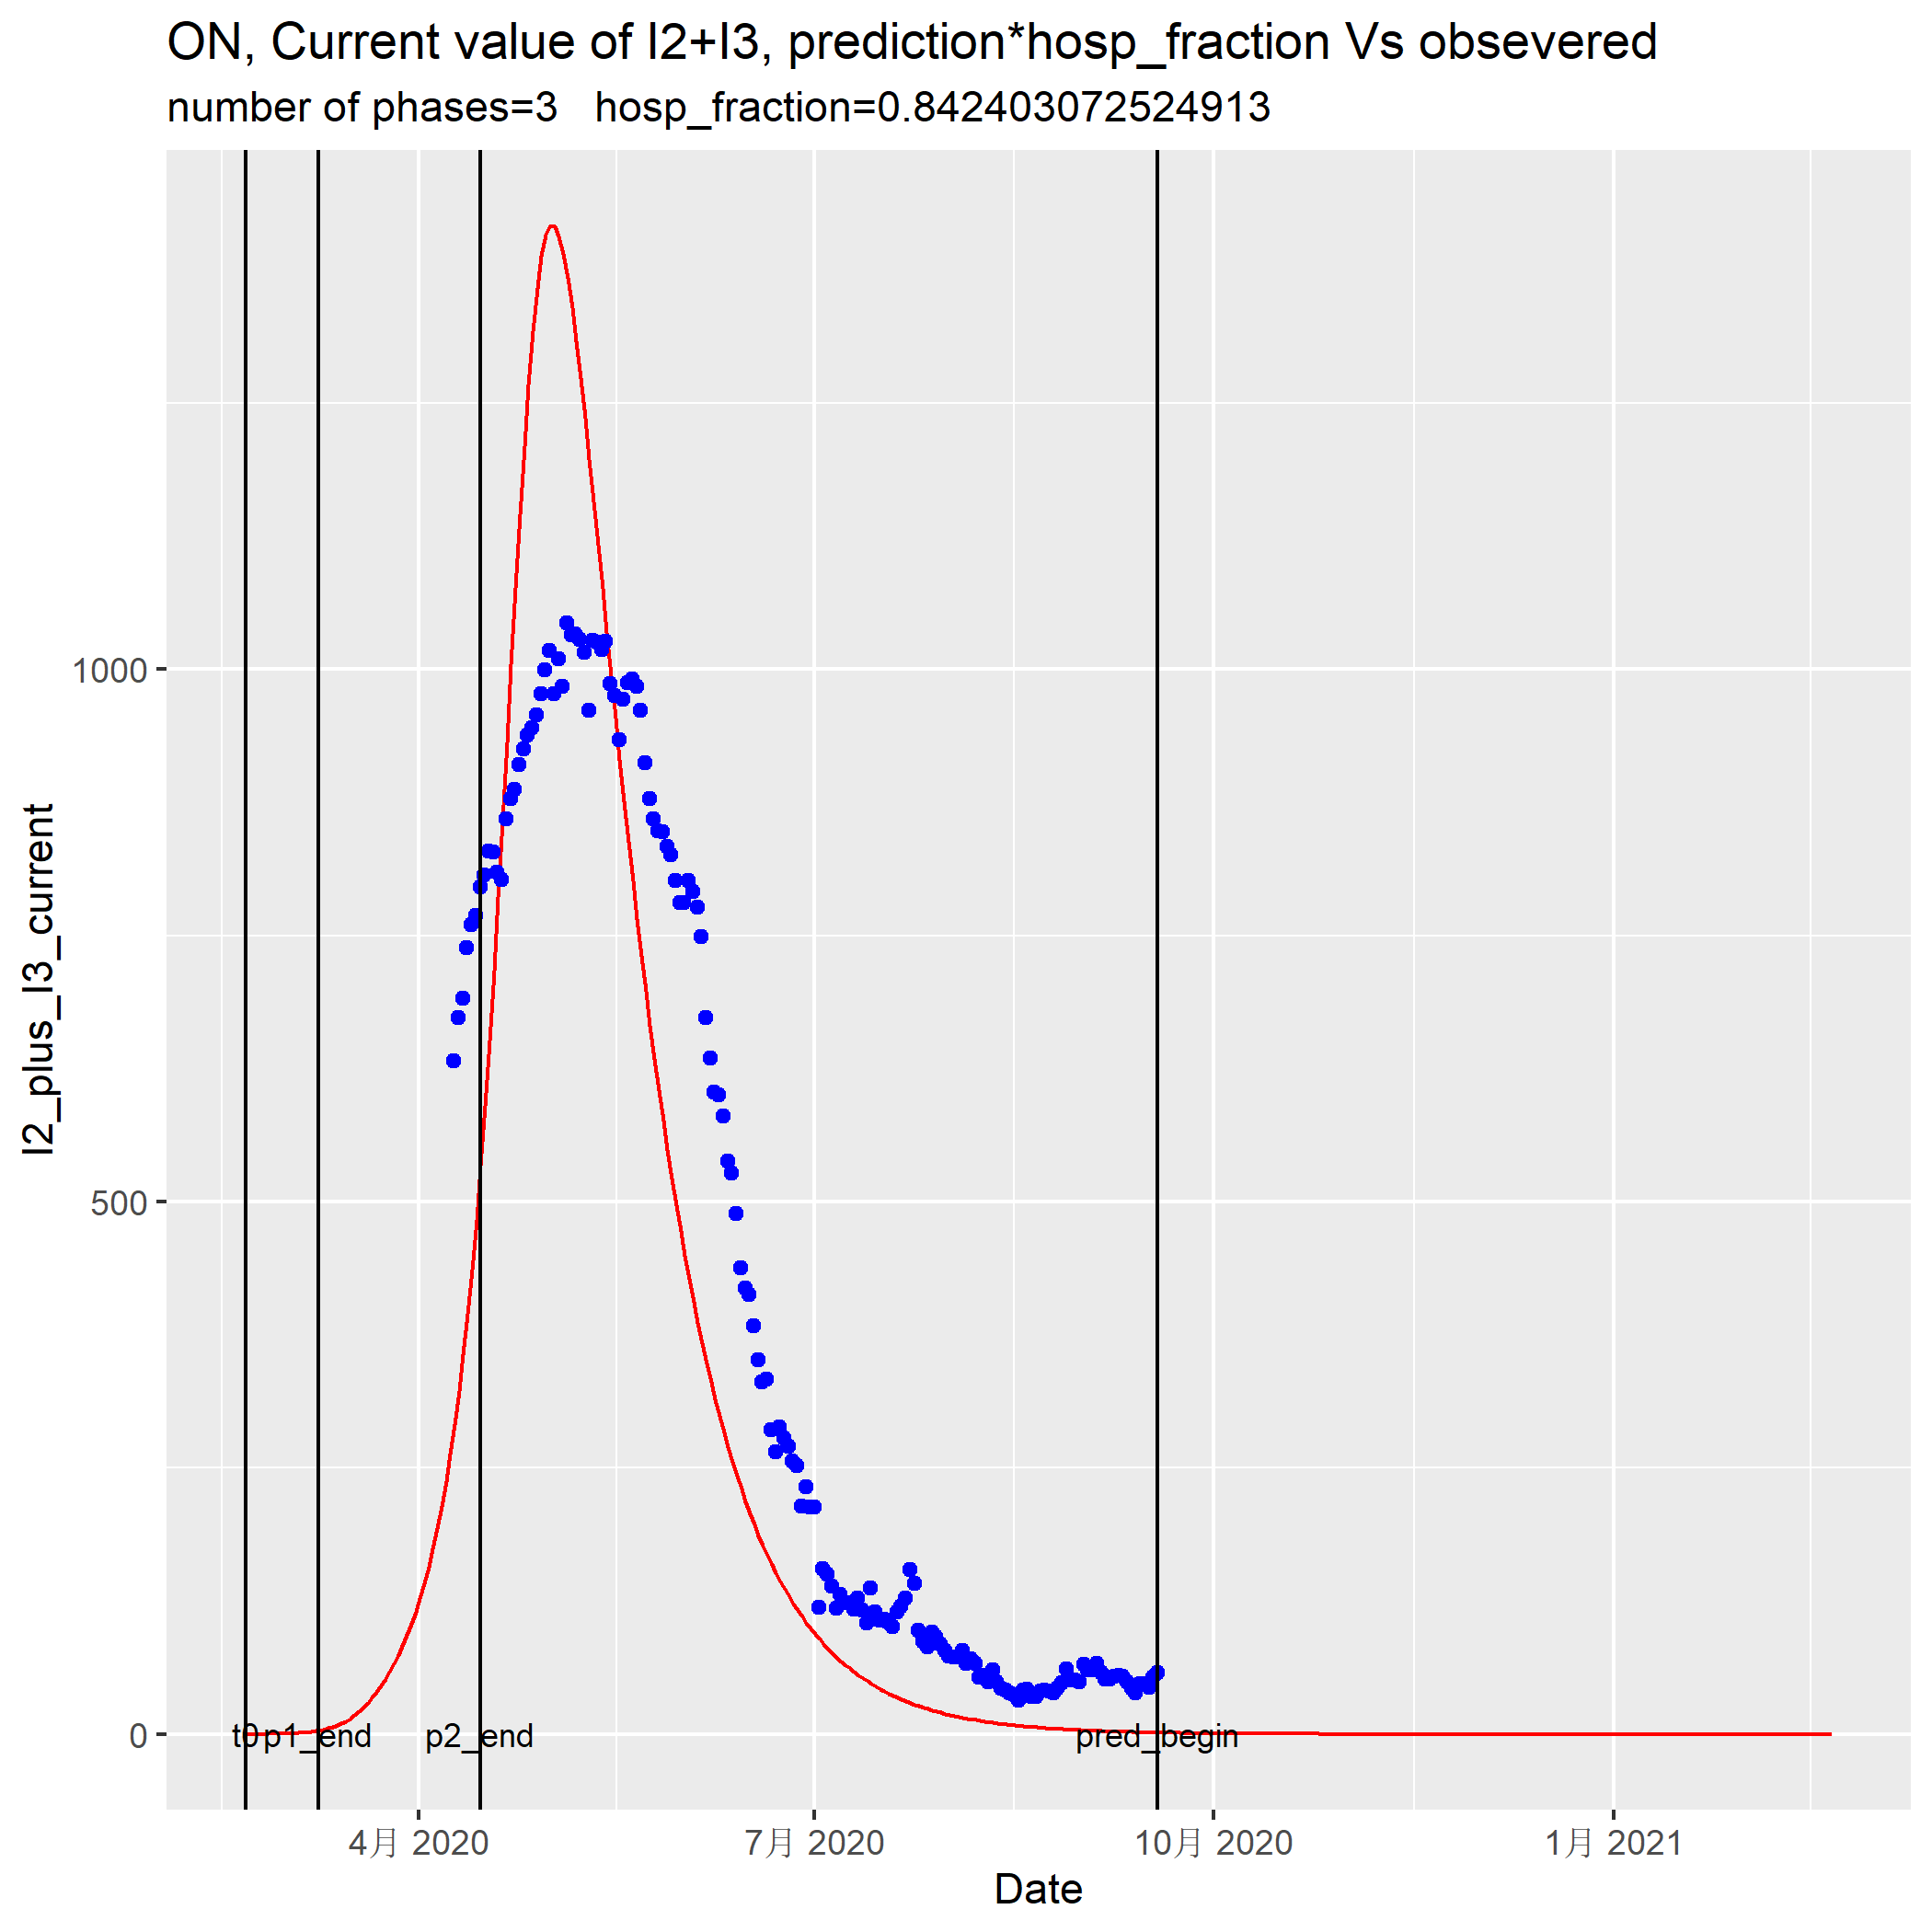 ON, Current value of I2+I3, prediction*hosp_fraction Vs obsevered
number of phases=3 hosp_fraction=0.842403072524913
I2_plus_I3_current
1000
500
0
t0 p1_end p2_end pred_begin
4月 2020 7月 2020 10月 2020 1月 2021
Date